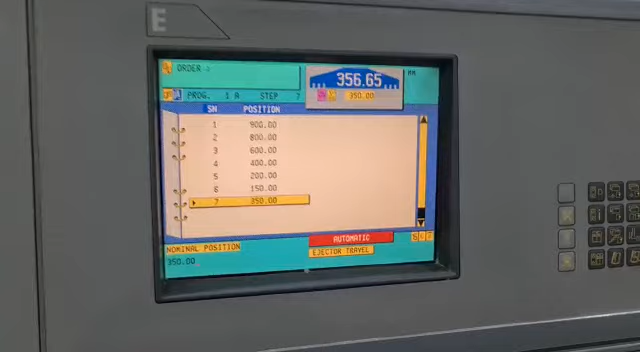 E
ORDER :
356.65
MM
PROG. 1 A STEP 7
350.00
SN POSITION
1 900.00
2 800.00
3 600.00
4 400.00
5 200.00
6 150.00
7 350.00
NOMINAL POSITION
AUTOMATIC
350.00
EJECTOR TRAVEL